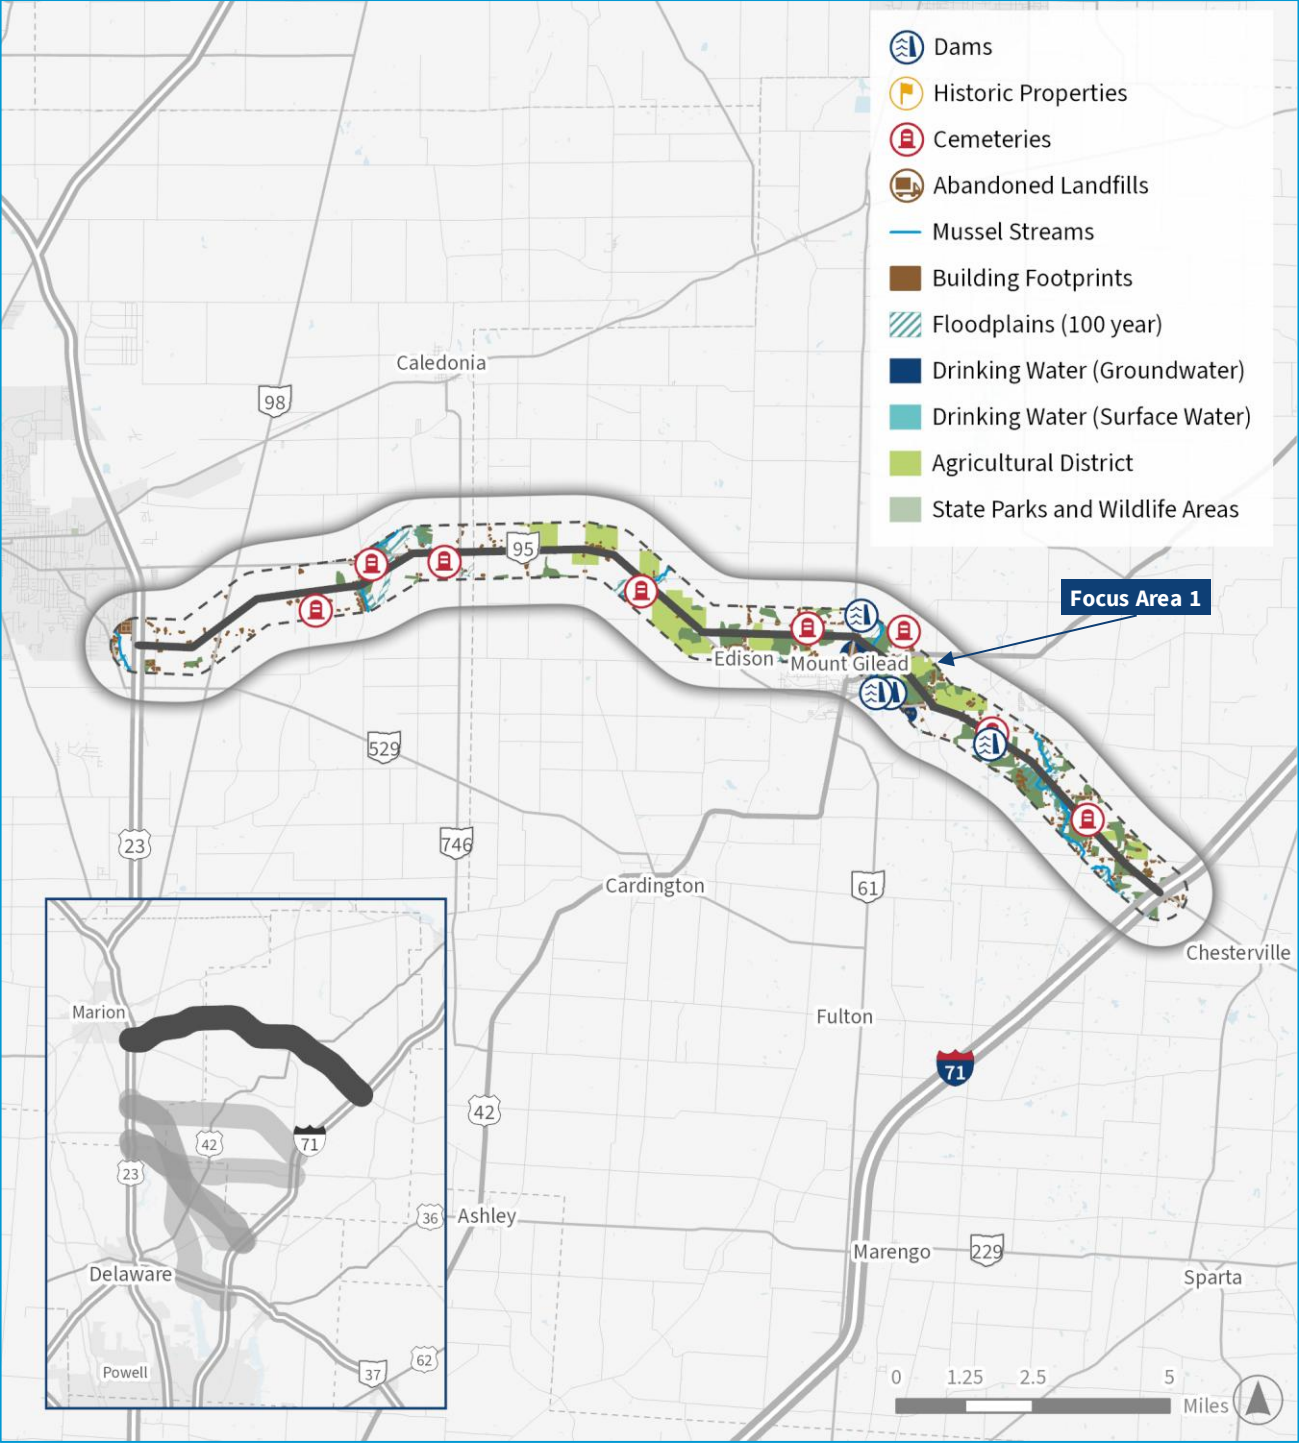 Dams
Historic Properties
Cemeteries
Abandoned Landfills
Mussel Streams
Building Footprints
Floodplains (100 year)
Drinking Water (Groundwater)
Drinking Water (Surface Water)
Agricultural District
State Parks and Wildlife Areas
Caledonia
98
95
Focus Area 1
Edison
Mount Gilead
529
23
746
Cardington
61
Chesterville
Fulton
71
42
Ashley
36
Marengo
229
Sparta
Marion
42
71
23
Delaware
Powell
37
62
0 1.25 2.5 5
Miles